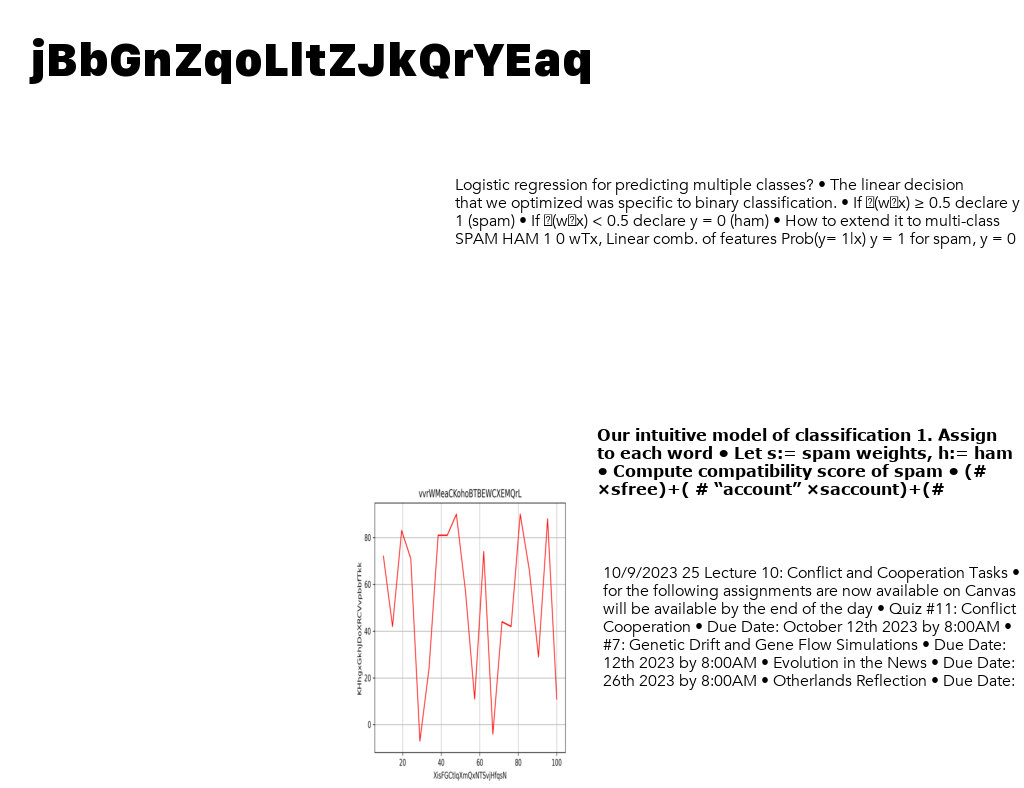 jBbGnZqoLltZJkQrYEaq
Logistic regression for predicting multiple classes? • The linear decision
that we optimized was specific to binary classification. • If (w x) ≥ 0.5 declare y
1 (spam) • If (w x) < 0.5 declare y = 0 (ham) • How to extend it to multi-class
SPAM HAM 1 0 wTx, Linear comb. of features Prob(y= 1|x) y = 1 for spam, y = 0
Our intuitive model of classification 1. Assign
to each word • Let s:= spam weights, h:= ham
• Compute compatibility score of spam • (#
×sfree)+( # “account” ×saccount)+(#
vvrWMeaCKohoBTBEWCXEMQrL
80
60
40
20
0
20 40 60 80 100
XisFGCtIqXmQxNTSvjHfqsN
10/9/2023 25 Lecture 10: Conflict and Cooperation Tasks •
for the following assignments are now available on Canvas
will be available by the end of the day • Quiz #11: Conflict
Cooperation • Due Date: October 12th 2023 by 8:00AM •
#7: Genetic Drift and Gene Flow Simulations • Due Date:
12th 2023 by 8:00AM • Evolution in the News • Due Date:
26th 2023 by 8:00AM • Otherlands Reflection • Due Date: